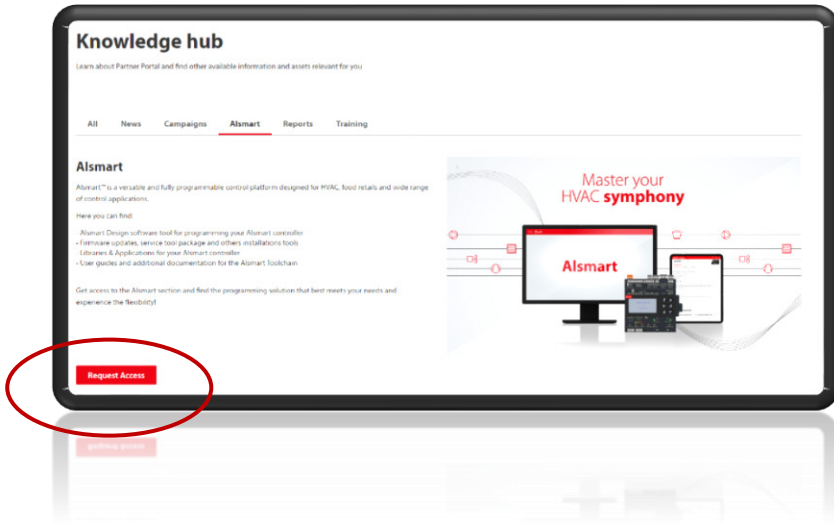 Knowledge hub
Learn about Partner Portal and find other available information and assets relevant for you
All News Campaigns Alsmart Reports Training
Alsmart
Alsmart™ is a versatile and fully programmable control platform designed for HVAC, food retails and wide range
of control applications.
Here you can find:
- Alsmart Design software tool for programming your Alsmart controller
- Firmware updates, service tool package and others installations tools
- Libraries & Applications for your Alsmart controller
- User guides and additional documentation for the Alsmart Toolchain
Get access to the Alsmart section and find the programming solution that best meets your needs and
experience the flexibility!
Request Access
Master your
HVAC symphony
Alsmart